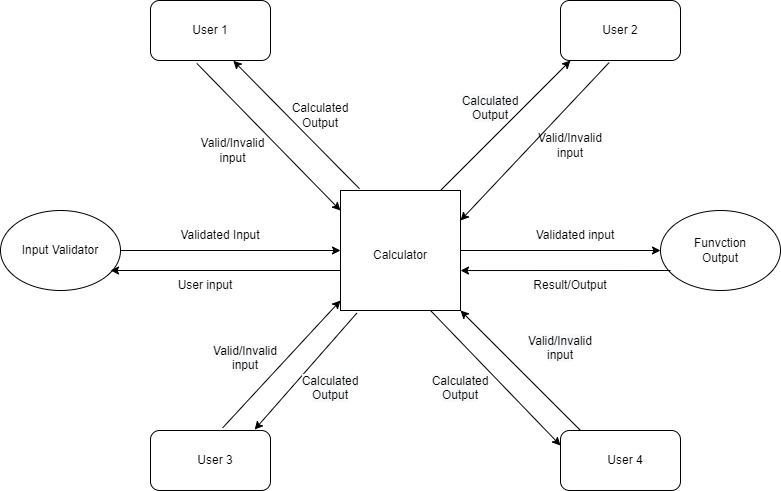 User 1
User 2
Calculated
Output
Calculated
Output
Valid/Invalid
input
Valid/Invalid
input
Input Validator
Validated Input
User input
Calculator
Validated input
Result/Output
Funvction
Output
Valid/Invalid
input
Calculated
Output
Calculated
Output
Valid/Invalid
input
User 3
User 4